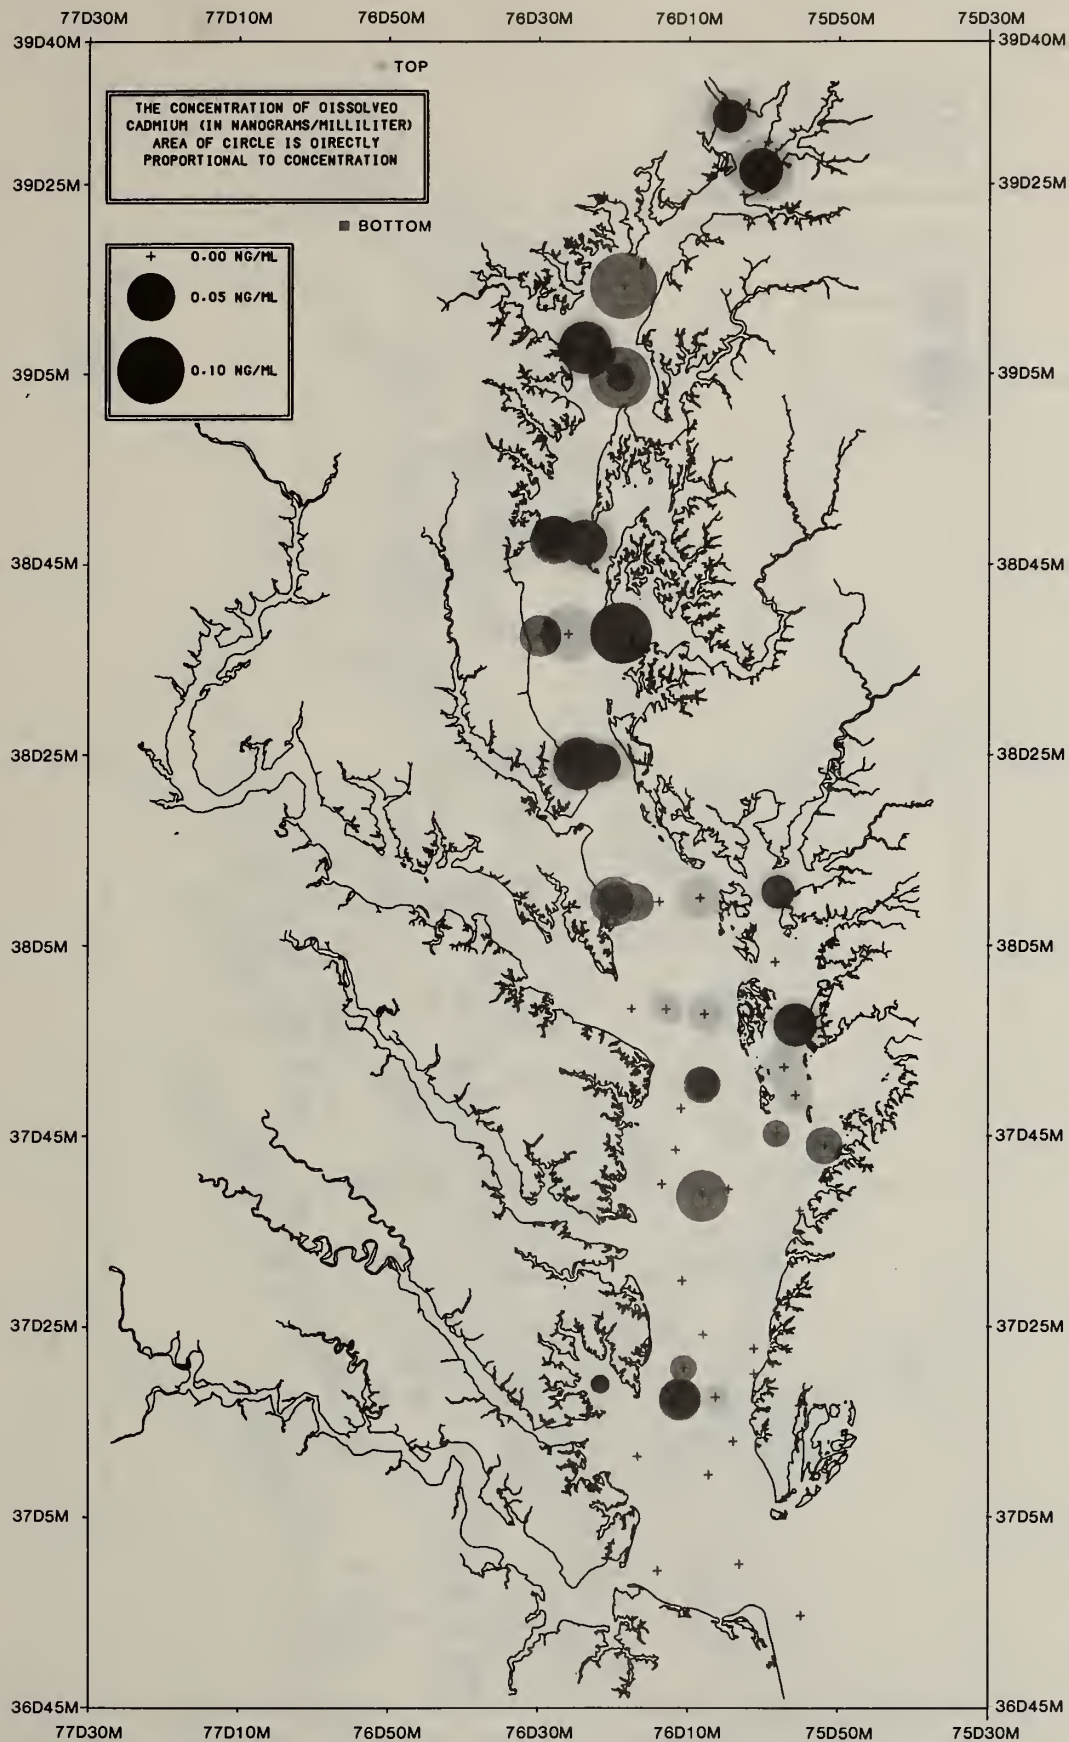 77D30M 77D10M 76D50M 76D30M 76D10M 75D50M 75D30M
39D40M 39D40M
TOP
THE CONCENTRATION OF DISSOLVED
CADMIUM (IN NANOGRAMS/MILLILITER)
AREA OF CIRCLE IS DIRECTLY
PROPORTIONAL TO CONCENTRATION
39D25M 39D25M
BOTTOM
+ 0.00 NG/ML
0.05 NG/ML
0.10 NG/ML
39D5M 39D5M
38D45M 38D45M
38D25M 38D25M
38D5M 38D5M
37D45M 37D45M
37D25M 37D25M
37D5M 37D5M
36D45M 36D45M
77D30M 77D10M 76D50M 76D30M 76D10M 75D50M 75D30M